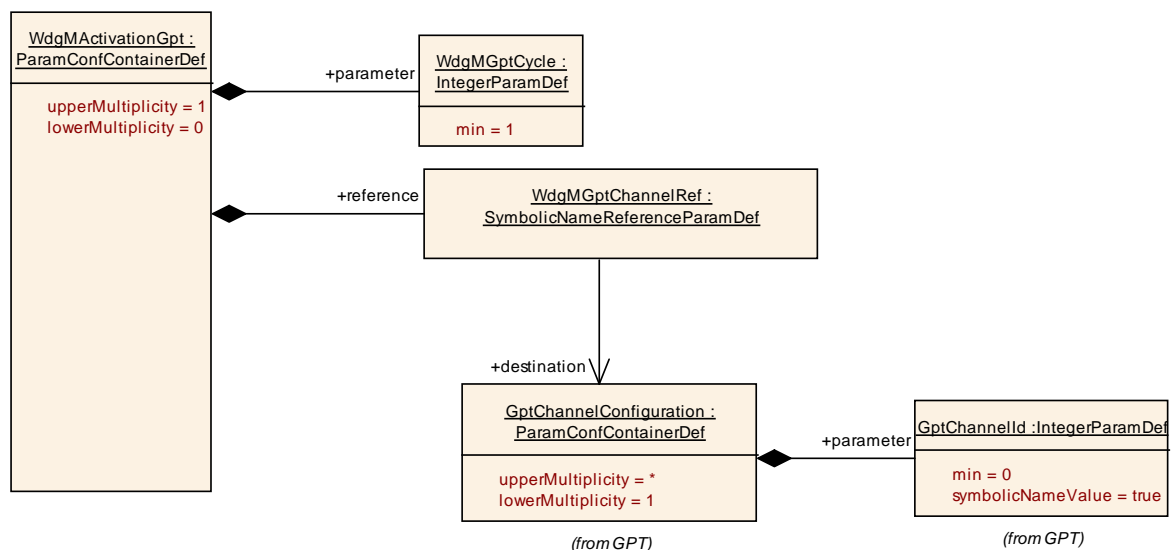 WdgMActivationGpt :
ParamConfContainerDef
upperMultiplicity = 1
lowerMultiplicity = 0
+parameter
WdgMGptCycle :
IntegerParamDef
min = 1
+reference
WdgMGptChannelRef :
SymbolicNameReferenceParamDef
+destination
GptChannelConfiguration :
ParamConfContainerDef
upperMultiplicity = *
lowerMultiplicity = 1
(from GPT)
+parameter
GptChannelId :IntegerParamDef
min = 0
symbolicNameValue = true
(from GPT)